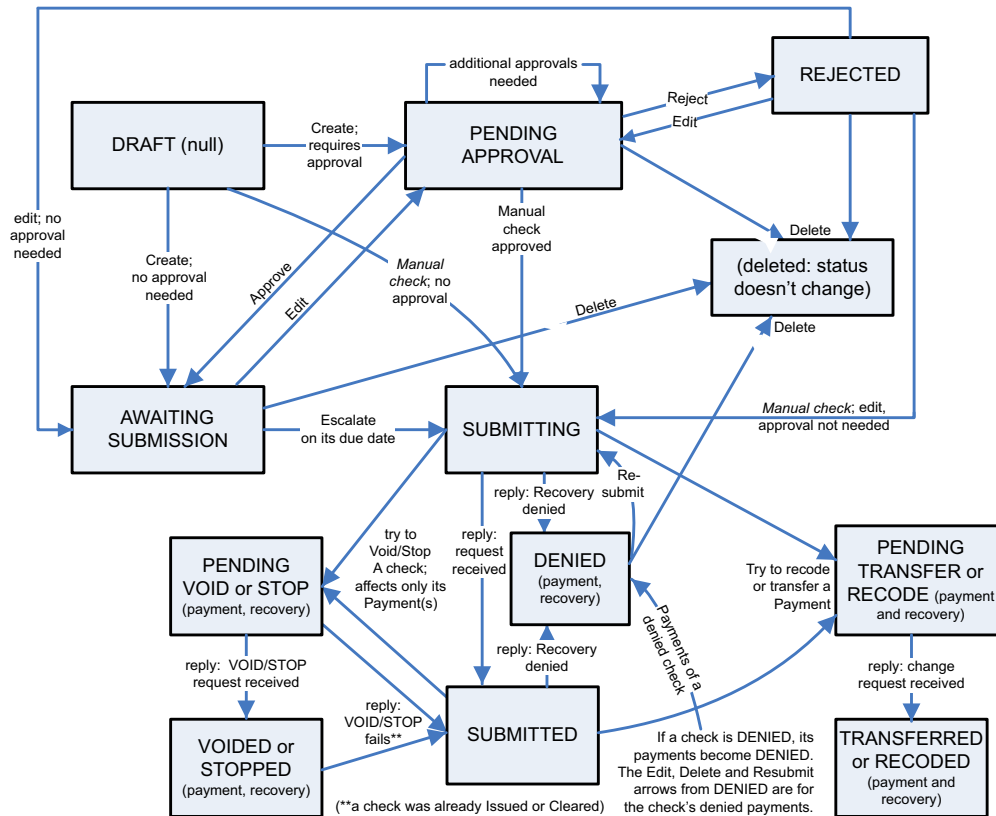 additional approvals
needed
REJECTED
Reject
Edit
DRAFT (null)
Create;
requires
approval
PENDING
APPROVAL
edit; no
approval
needed
Create;
no approval
needed
Manual
check; no
approval
Approve
Edit
Manual
check
approved
Delete
(deleted: status
doesn't change)
Delete
Delete
AWAITING
SUBMISSION
Escalate
on its due date
SUBMITTING
Manual check; edit,
approval not needed
Re-
submit
reply: Recovery
denied
reply:
request
received
try to
Void/Stop
A check;
affects only its
Payment(s)
PENDING
VOID or STOP
(payment, recovery)
DENIED
(payment,
recovery)
Try to recode
or transfer a
Payment
PENDING
TRANSFER or
RECODE (payment
and recovery)
Payments of a
denied check
reply: Recovery
denied
reply: VOID/STOP
request received
reply:
VOID/STOP
fails**
reply: change
request received
VOIDED or
STOPPED
(payment, recovery)
SUBMITTED
If a check is DENIED, its
payments become DENIED.
The Edit, Delete and Resubmit
arrows from DENIED are for
the check's denied payments.
TRANSFERRED
or RECODED
(payment and
recovery)
(**a check was already Issued or Cleared)